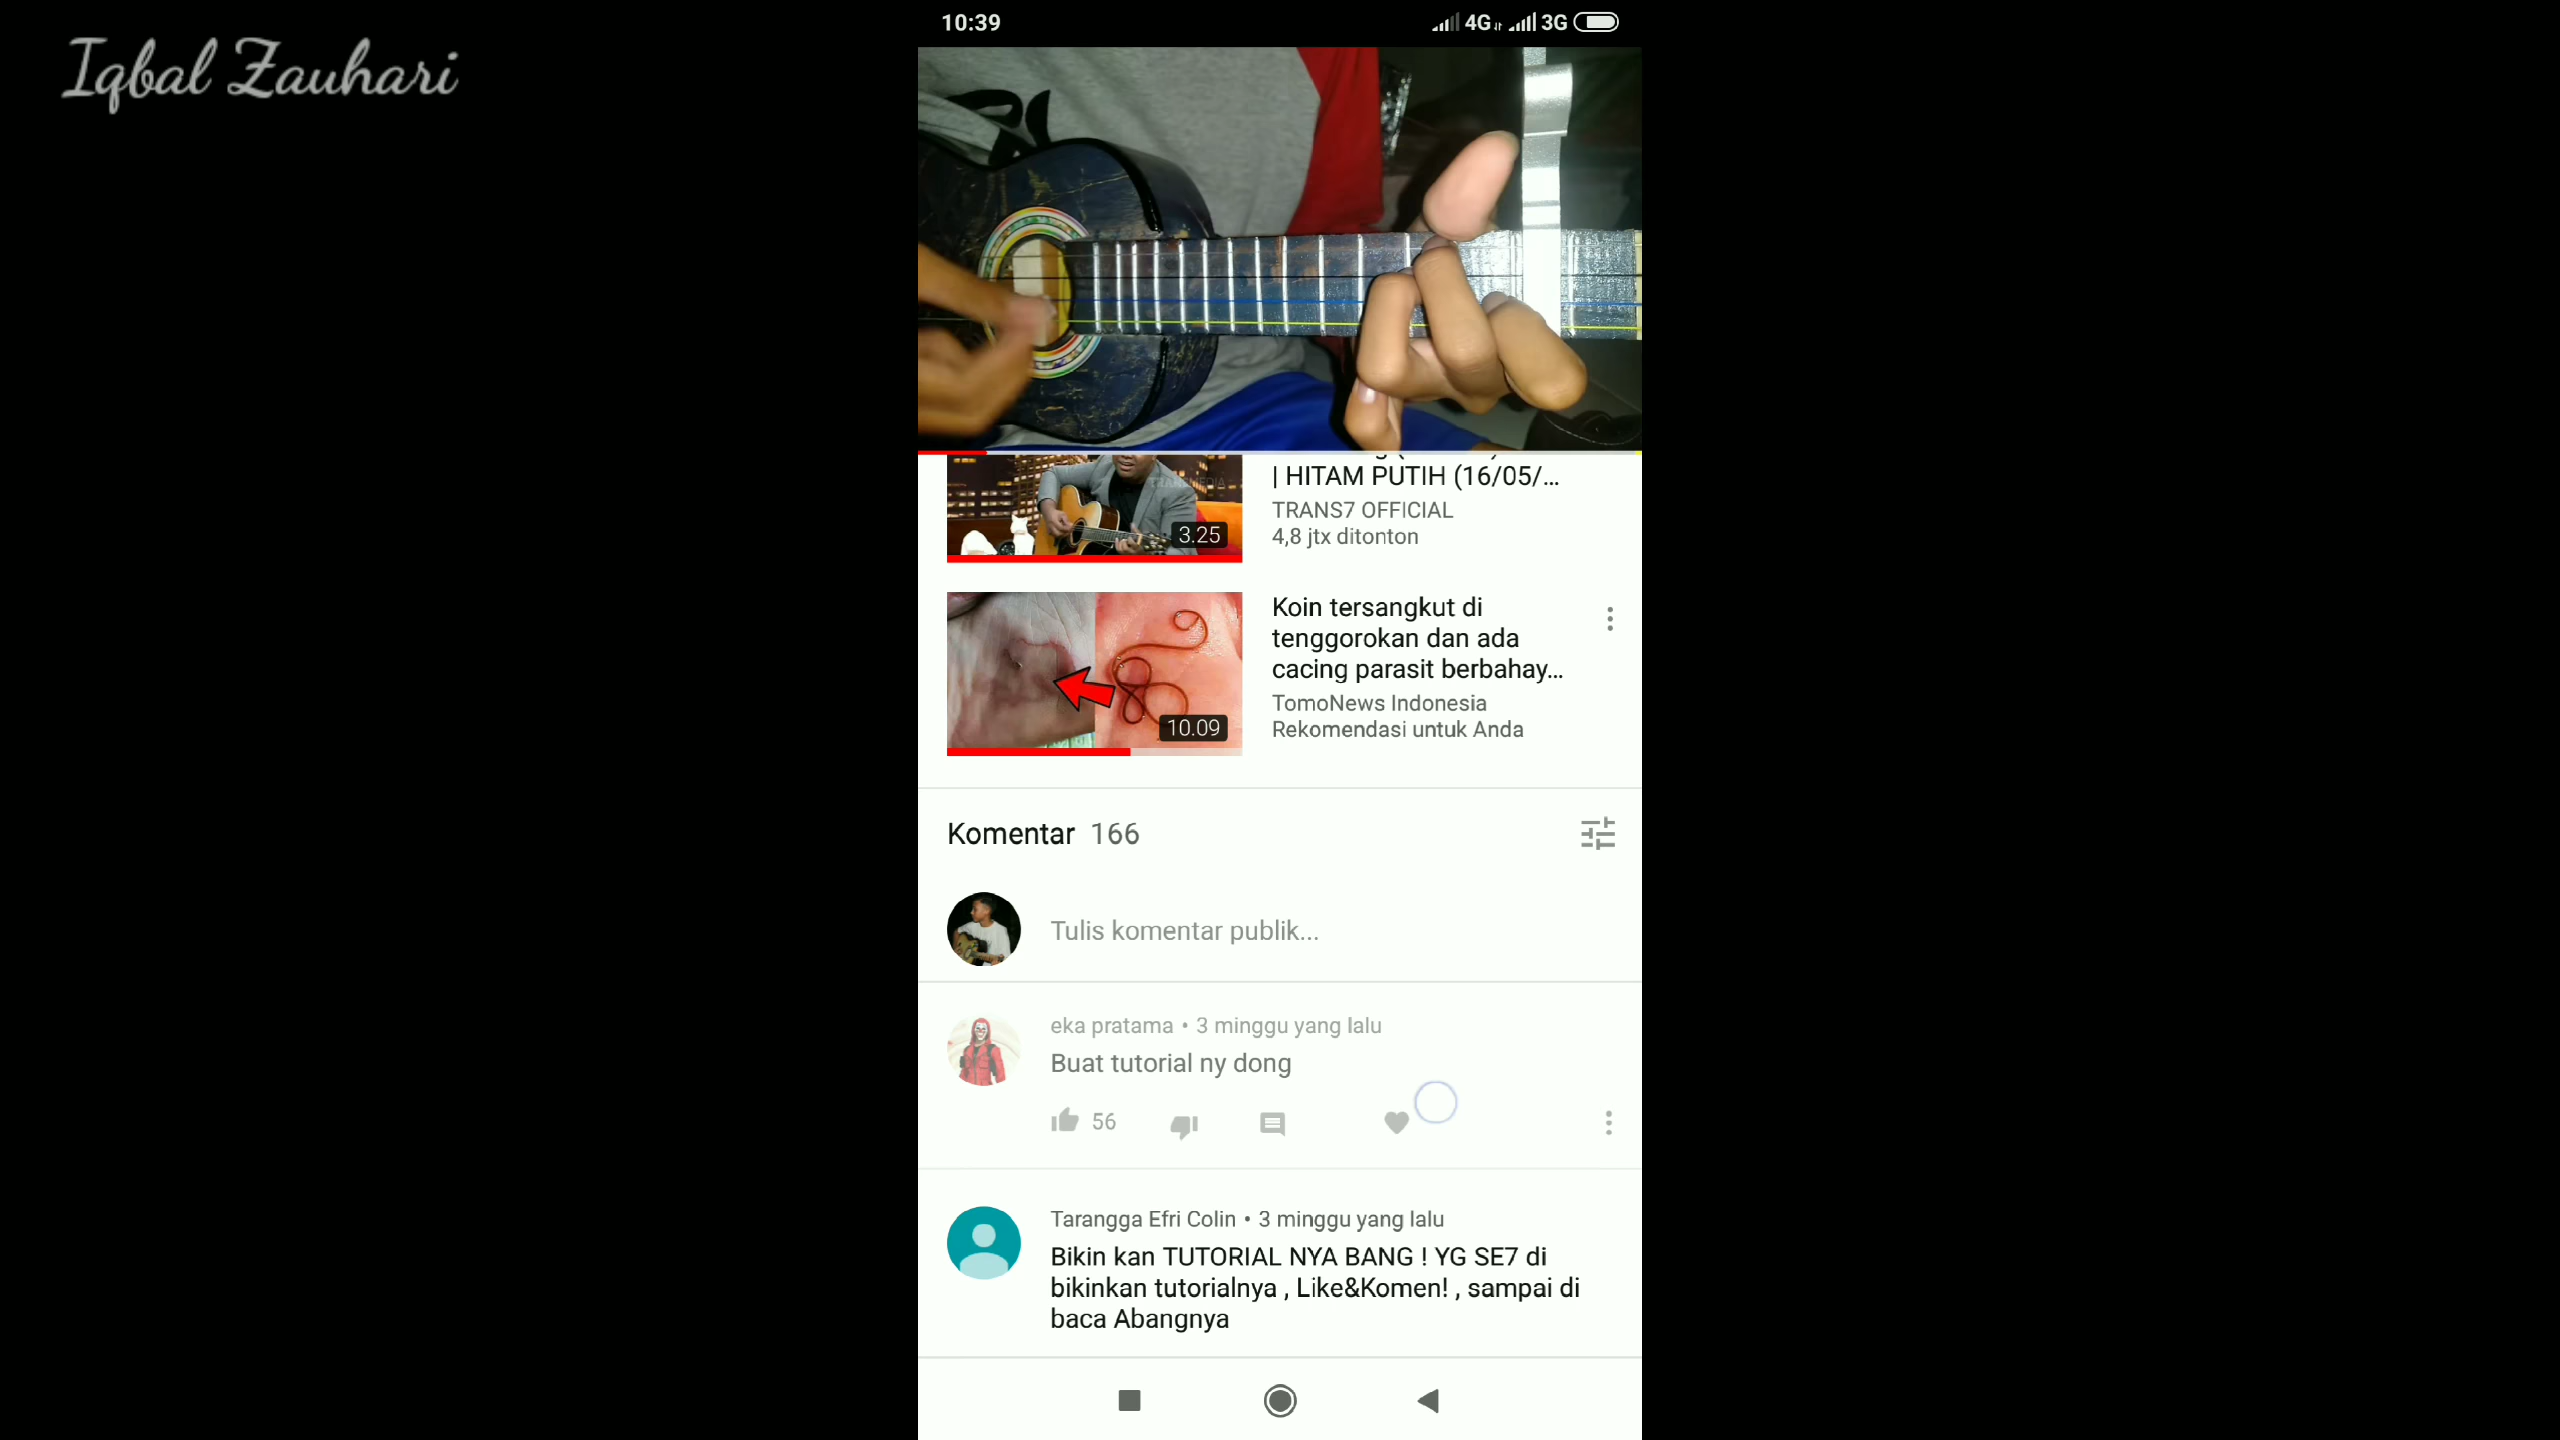 Iqbal Zauhari
10:39
4G 3G
| HITAM PUTIH (16/05/...
TRANS7 OFFICIAL
4,8 jtx ditonton
3.25
Koin tersangkut di
tenggorokan dan ada
cacing parasit berbahay...
TomoNews Indonesia
Rekomendasi untuk Anda
10.09
Komentar 166
Tulis komentar publik...
eka pratama • 3 minggu yang lalu
Buat tutorial ny dong
56
Tarangga Efri Colin • 3 minggu yang lalu
Bikin kan TUTORIAL NYA BANG ! YG SE7 di
bikinkan tutorialnya , Like&Komen! , sampai di
baca Abangnya